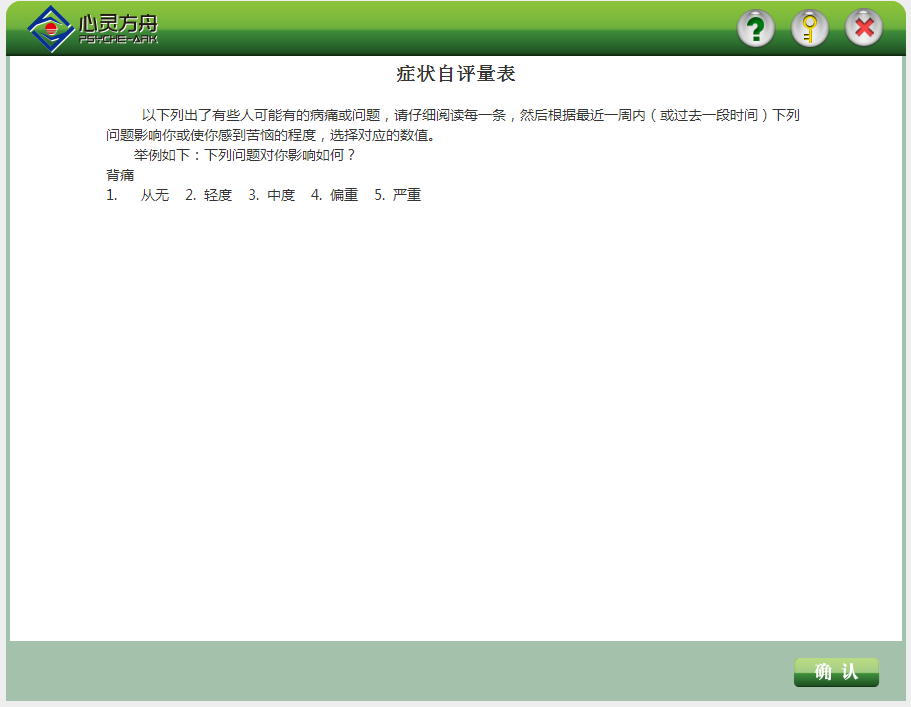 心灵方舟
PSYCHE-ARK
症状自评量表
以下列出了有些人可能有的病痛或问题，请仔细阅读每一条，然后根据最近一周内（或过去一段时间）下列
问题影响你或使你感到苦恼的程度，选择对应的数值。
举例如下：下列问题对你影响如何？
背痛
1. 从无 2. 轻度 3. 中度 4. 偏重 5. 严重
确 认